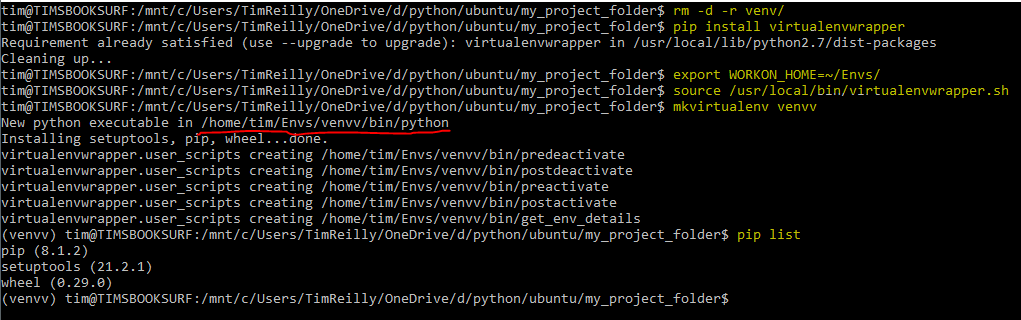 tim@TIMSBOOKSURF:/mnt/c/Users/TimReilly/OneDrive/d/python/ubuntu/my_project_folder$ rm -d -r venv/
tim@TIMSBOOKSURF:/mnt/c/Users/TimReilly/OneDrive/d/python/ubuntu/my_project_folder$ pip install virtualenvwrapper
Requirement already satisfied (use --upgrade to upgrade): virtualenvwrapper in /usr/local/lib/python2.7/dist-packages
Cleaning up...
tim@TIMSBOOKSURF:/mnt/c/Users/TimReilly/OneDrive/d/python/ubuntu/my_project_folder$ export WORKON_HOME=~/Envs/
tim@TIMSBOOKSURF:/mnt/c/Users/TimReilly/OneDrive/d/python/ubuntu/my_project_folder$ source /usr/local/bin/virtualenvwrapper.sh
tim@TIMSBOOKSURF:/mnt/c/Users/TimReilly/OneDrive/d/python/ubuntu/my_project_folder$ mkvirtualenv venvv
New python executable in /home/tim/Envs/venvv/bin/python
Installing setuptools, pip, wheel...done.
virtualenvwrapper.user_scripts creating /home/tim/Envs/venvv/bin/predeactivate
virtualenvwrapper.user_scripts creating /home/tim/Envs/venvv/bin/postdeactivate
virtualenvwrapper.user_scripts creating /home/tim/Envs/venvv/bin/preactivate
virtualenvwrapper.user_scripts creating /home/tim/Envs/venvv/bin/postactivate
virtualenvwrapper.user_scripts creating /home/tim/Envs/venvv/bin/get_env_details
(venvv) tim@TIMSBOOKSURF:/mnt/c/Users/TimReilly/OneDrive/d/python/ubuntu/my_project_folder$ pip list
pip (8.1.2)
setuptools (21.2.1)
wheel (0.29.0)
(venvv) tim@TIMSBOOKSURF:/mnt/c/Users/TimReilly/OneDrive/d/python/ubuntu/my_project_folder$